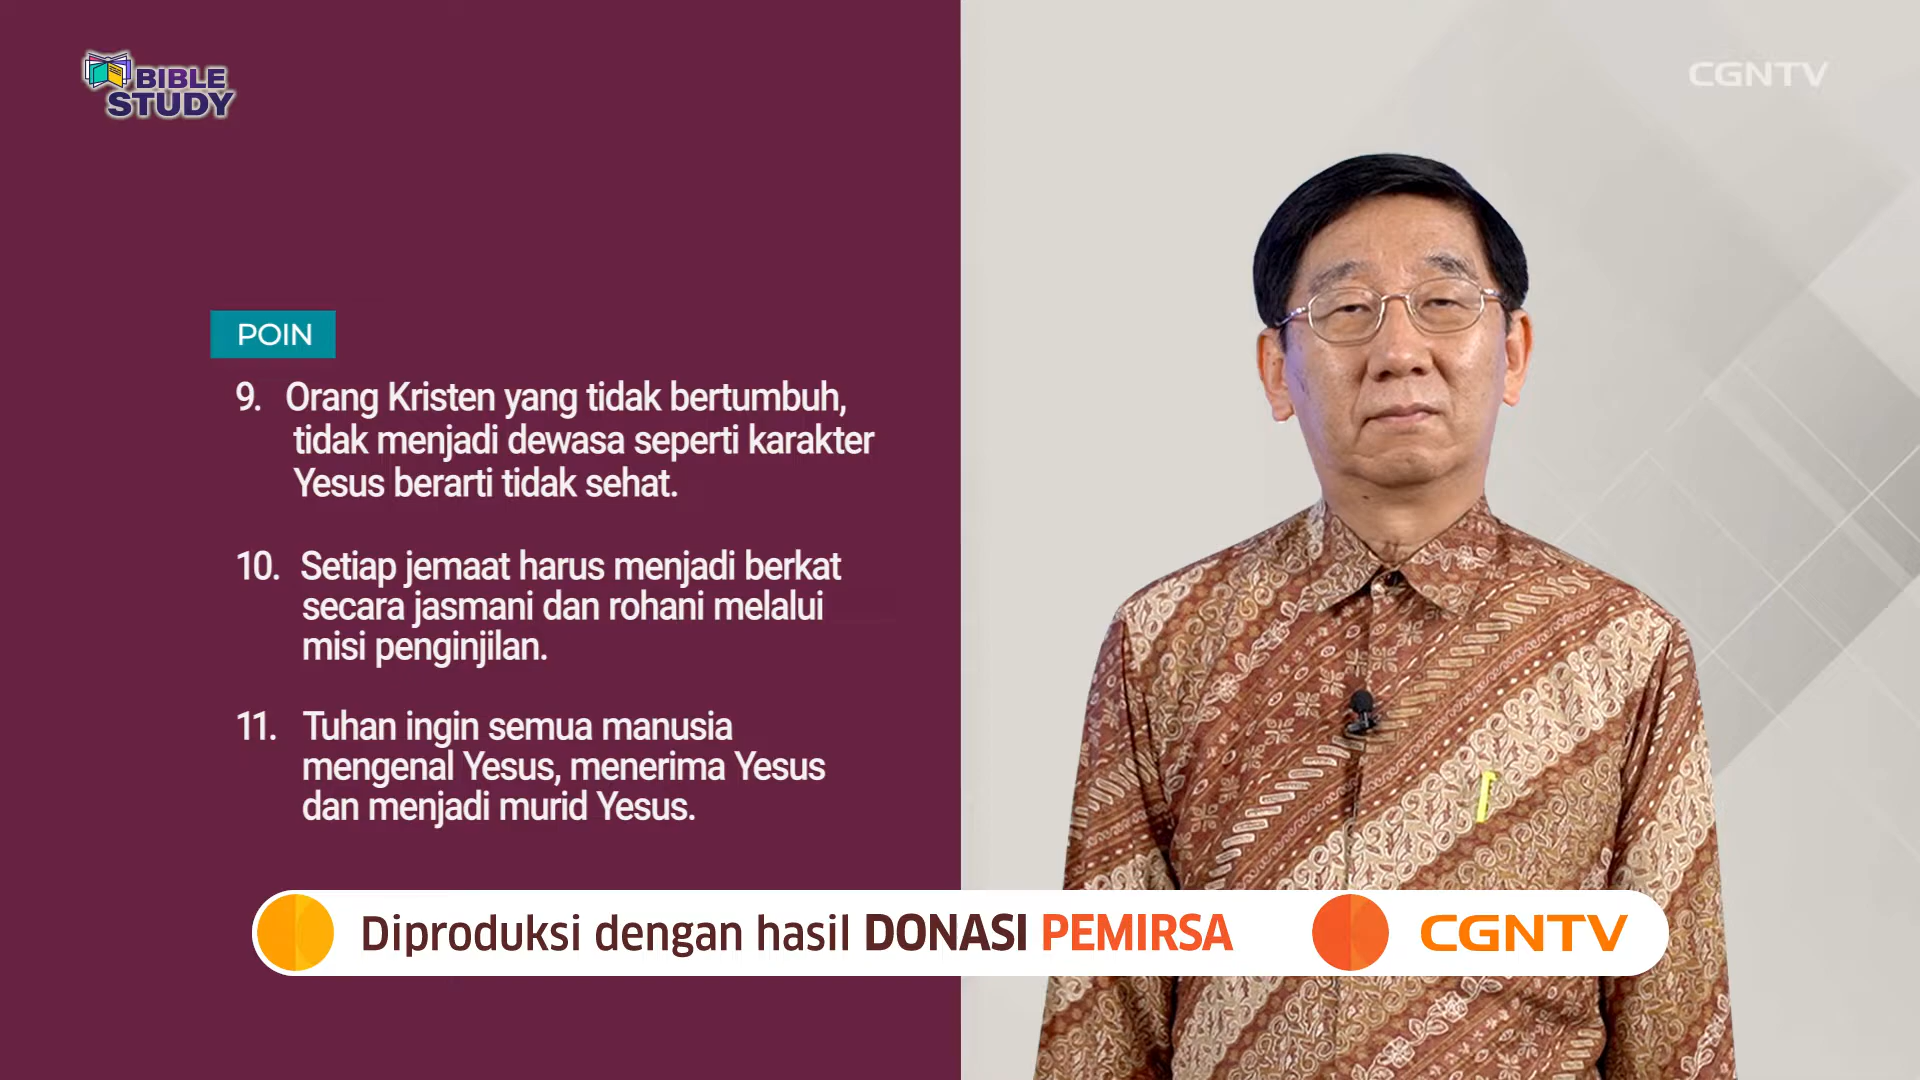 BIBLE
STUDY
CGNTV
POIN
9. Orang Kristen yang tidak bertumbuh,
tidak menjadi dewasa seperti karakter
Yesus berarti tidak sehat.
10. Setiap jemaat harus menjadi berkat
secara jasmani dan rohani melalui
misi penginjilan.
11. Tuhan ingin semua manusia
mengenal Yesus, menerima Yesus
dan menjadi murid Yesus.
Diproduksi dengan hasil DONASI PEMIRSA CGNTV